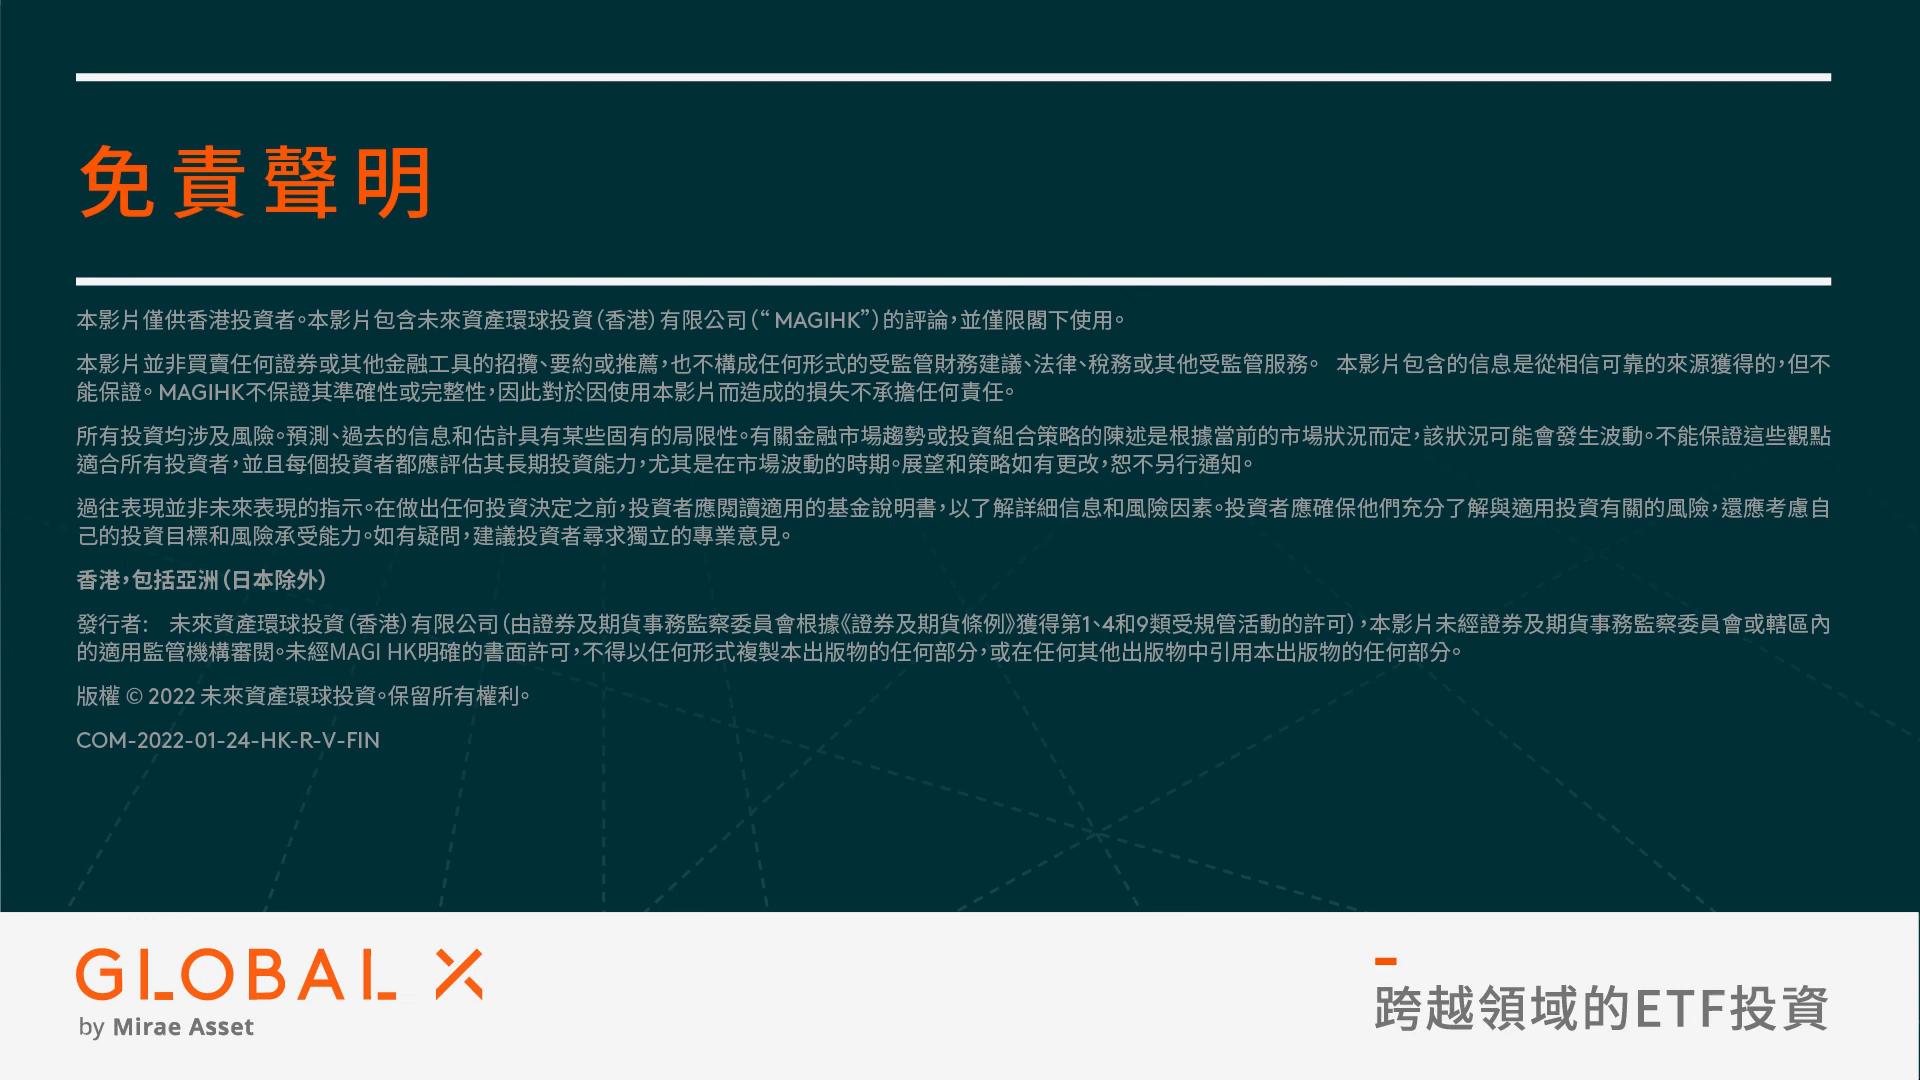 免責聲明
本影片僅供香港投資者。本影片包含未來資產環球投資（香港）有限公司（“MAGIHK”）的評論，並僅限閣下使用。
本影片並非買賣任何證券或其他金融工具的招攬、要約或推薦，也不構成任何形式的受監管財務建議、法律、稅務或其他受監管服務。 本影片包含的信息是從相信可靠的來源獲得的，但不
能保證。MAGIHK不保證其準確性或完整性，因此對於因使用本影片而造成的損失不承擔任何責任。
所有投資均涉及風險。預測、過去的信息和估計具有某些固有的局限性。有關金融市場趨勢或投資組合策略的陳述是根據當前的市場狀況而定，該狀況可能會發生波動。不能保證這些觀點
適合所有投資者，並且每個投資者都應評估其長期投資能力，尤其是在市場波動的時期。展望和策略如有更改，恕不另行通知。
過往表現並非未來表現的指示。在做出任何投資決定之前，投資者應閱讀適用的基金說明書，以了解詳細信息和風險因素。投資者應確保他們充分了解與適用投資有關的風險，還應考慮自
己的投資目標和風險承受能力。如有疑問，建議投資者尋求獨立的專業意見。
香港，包括亞洲（日本除外）
發行者： 未來資產環球投資（香港）有限公司（由證券及期貨事務監察委員會根據《證券及期貨條例》獲得第1、4和9類受規管活動的許可），本影片未經證券及期貨事務監察委員會或轄區內
的適用監管機構審閱。未經MAGI HK明確的書面許可，不得以任何形式複製本出版物的任何部分，或在任何其他出版物中引用本出版物的任何部分。
版權 © 2022 未來資產環球投資。保留所有權利。
COM-2022-01-24-HK-R-V-FIN
GLOBAL X
by Mirae Asset
跨越領域的ETF投資